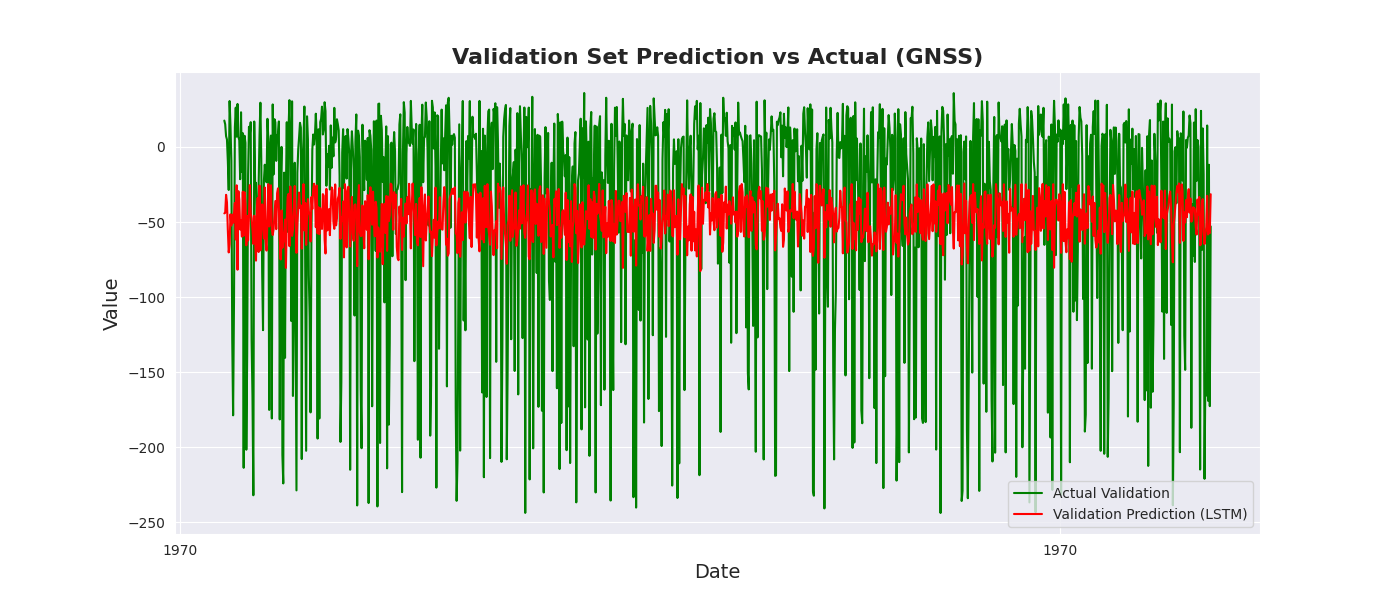 Validation Set Prediction vs Actual (GNSS)
Value
0
−50
−100
−150
−200
−250
Actual Validation
Validation Prediction (LSTM)
1970
1970
Date